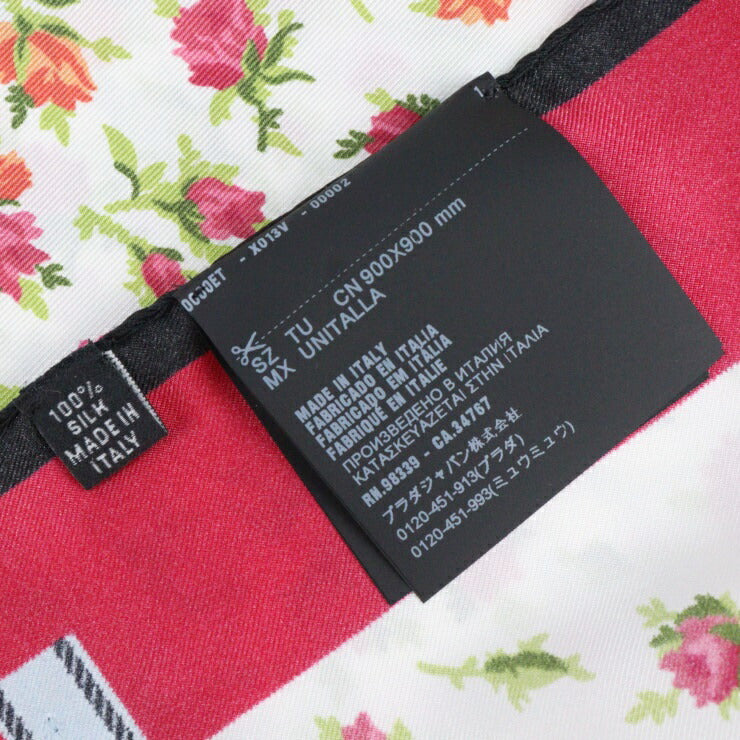 - X013V - 00002
SZ TU CN 900X900 mm
MX UNITALLA
MADE IN ITALY
FABRICADO EN ITALIA
FABRICADO EM ITÁLIA
FABRIQUÉ EN ITALIE
ПРОИЗВЕДЕНО В ИТАЛИЯ
ΚΑΤΑΣΚΕΥΑΖΕΤΑΙ ΣΤΗΝ ΙΤΑΛΙΑ
RN.98339 - CA.34767
プラダジャパン株式会社
0120-451-913(プラダ)
0120-451-993(ミュウミュウ)
100%
SILK
MADE IN
ITALY